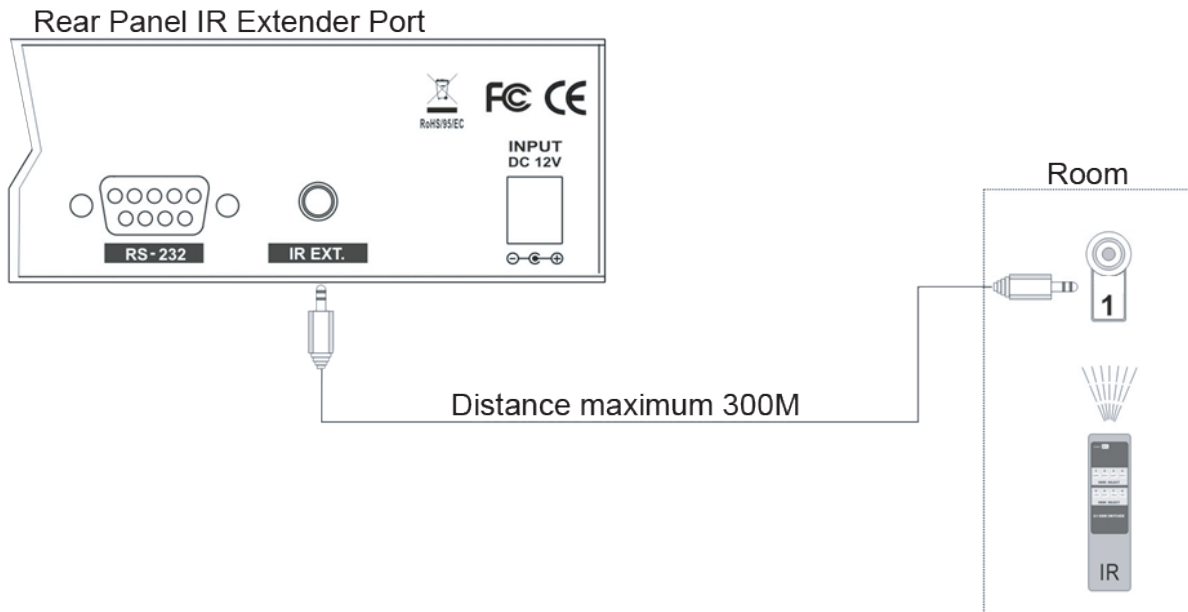 Rear Panel IR Extender Port
RoHS/95/EC
FC CE
INPUT
DC 12V
RS-232
IR EXT.
Room
1
Distance maximum 300M
IR